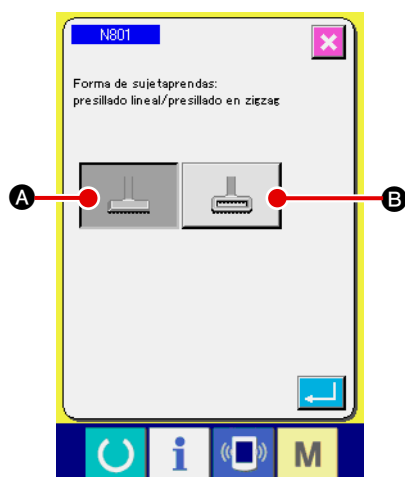 N801
Forma de sujetaprendas:
presillado lineal/presillado en zigzag
A
B
i
M